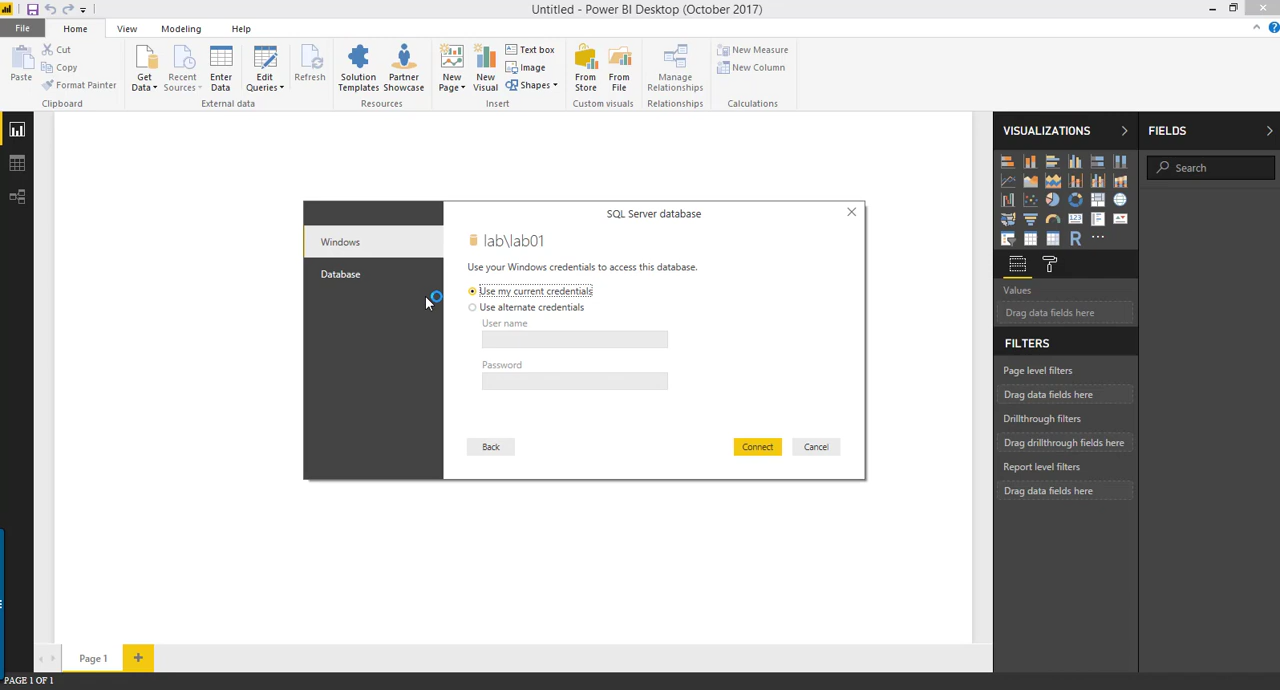 Untitled - Power BI Desktop (October 2017)
File Home View Modeling Help
Paste
Cut
Copy
Format Painter
Clipboard
Get Data
Recent Sources
Enter Data
Edit Queries
Refresh
External data
Solution Templates
Partner Showcase
Resources
New Page
New Visual
Text box
Image
Shapes
Insert
From Store
From File
Custom visuals
Manage Relationships
Relationships
New Measure
New Column
Calculations
SQL Server database
Windows
Database
lab\lab01
Use your Windows credentials to access this database.
Use my current credentials
Use alternate credentials
User name
Password
Back
Connect
Cancel
VISUALIZATIONS
R
Values
Drag data fields here
FILTERS
Page level filters
Drag data fields here
Drillthrough filters
Drag drillthrough fields here
Report level filters
Drag data fields here
FIELDS
Search
Page 1
PAGE 1 OF 1